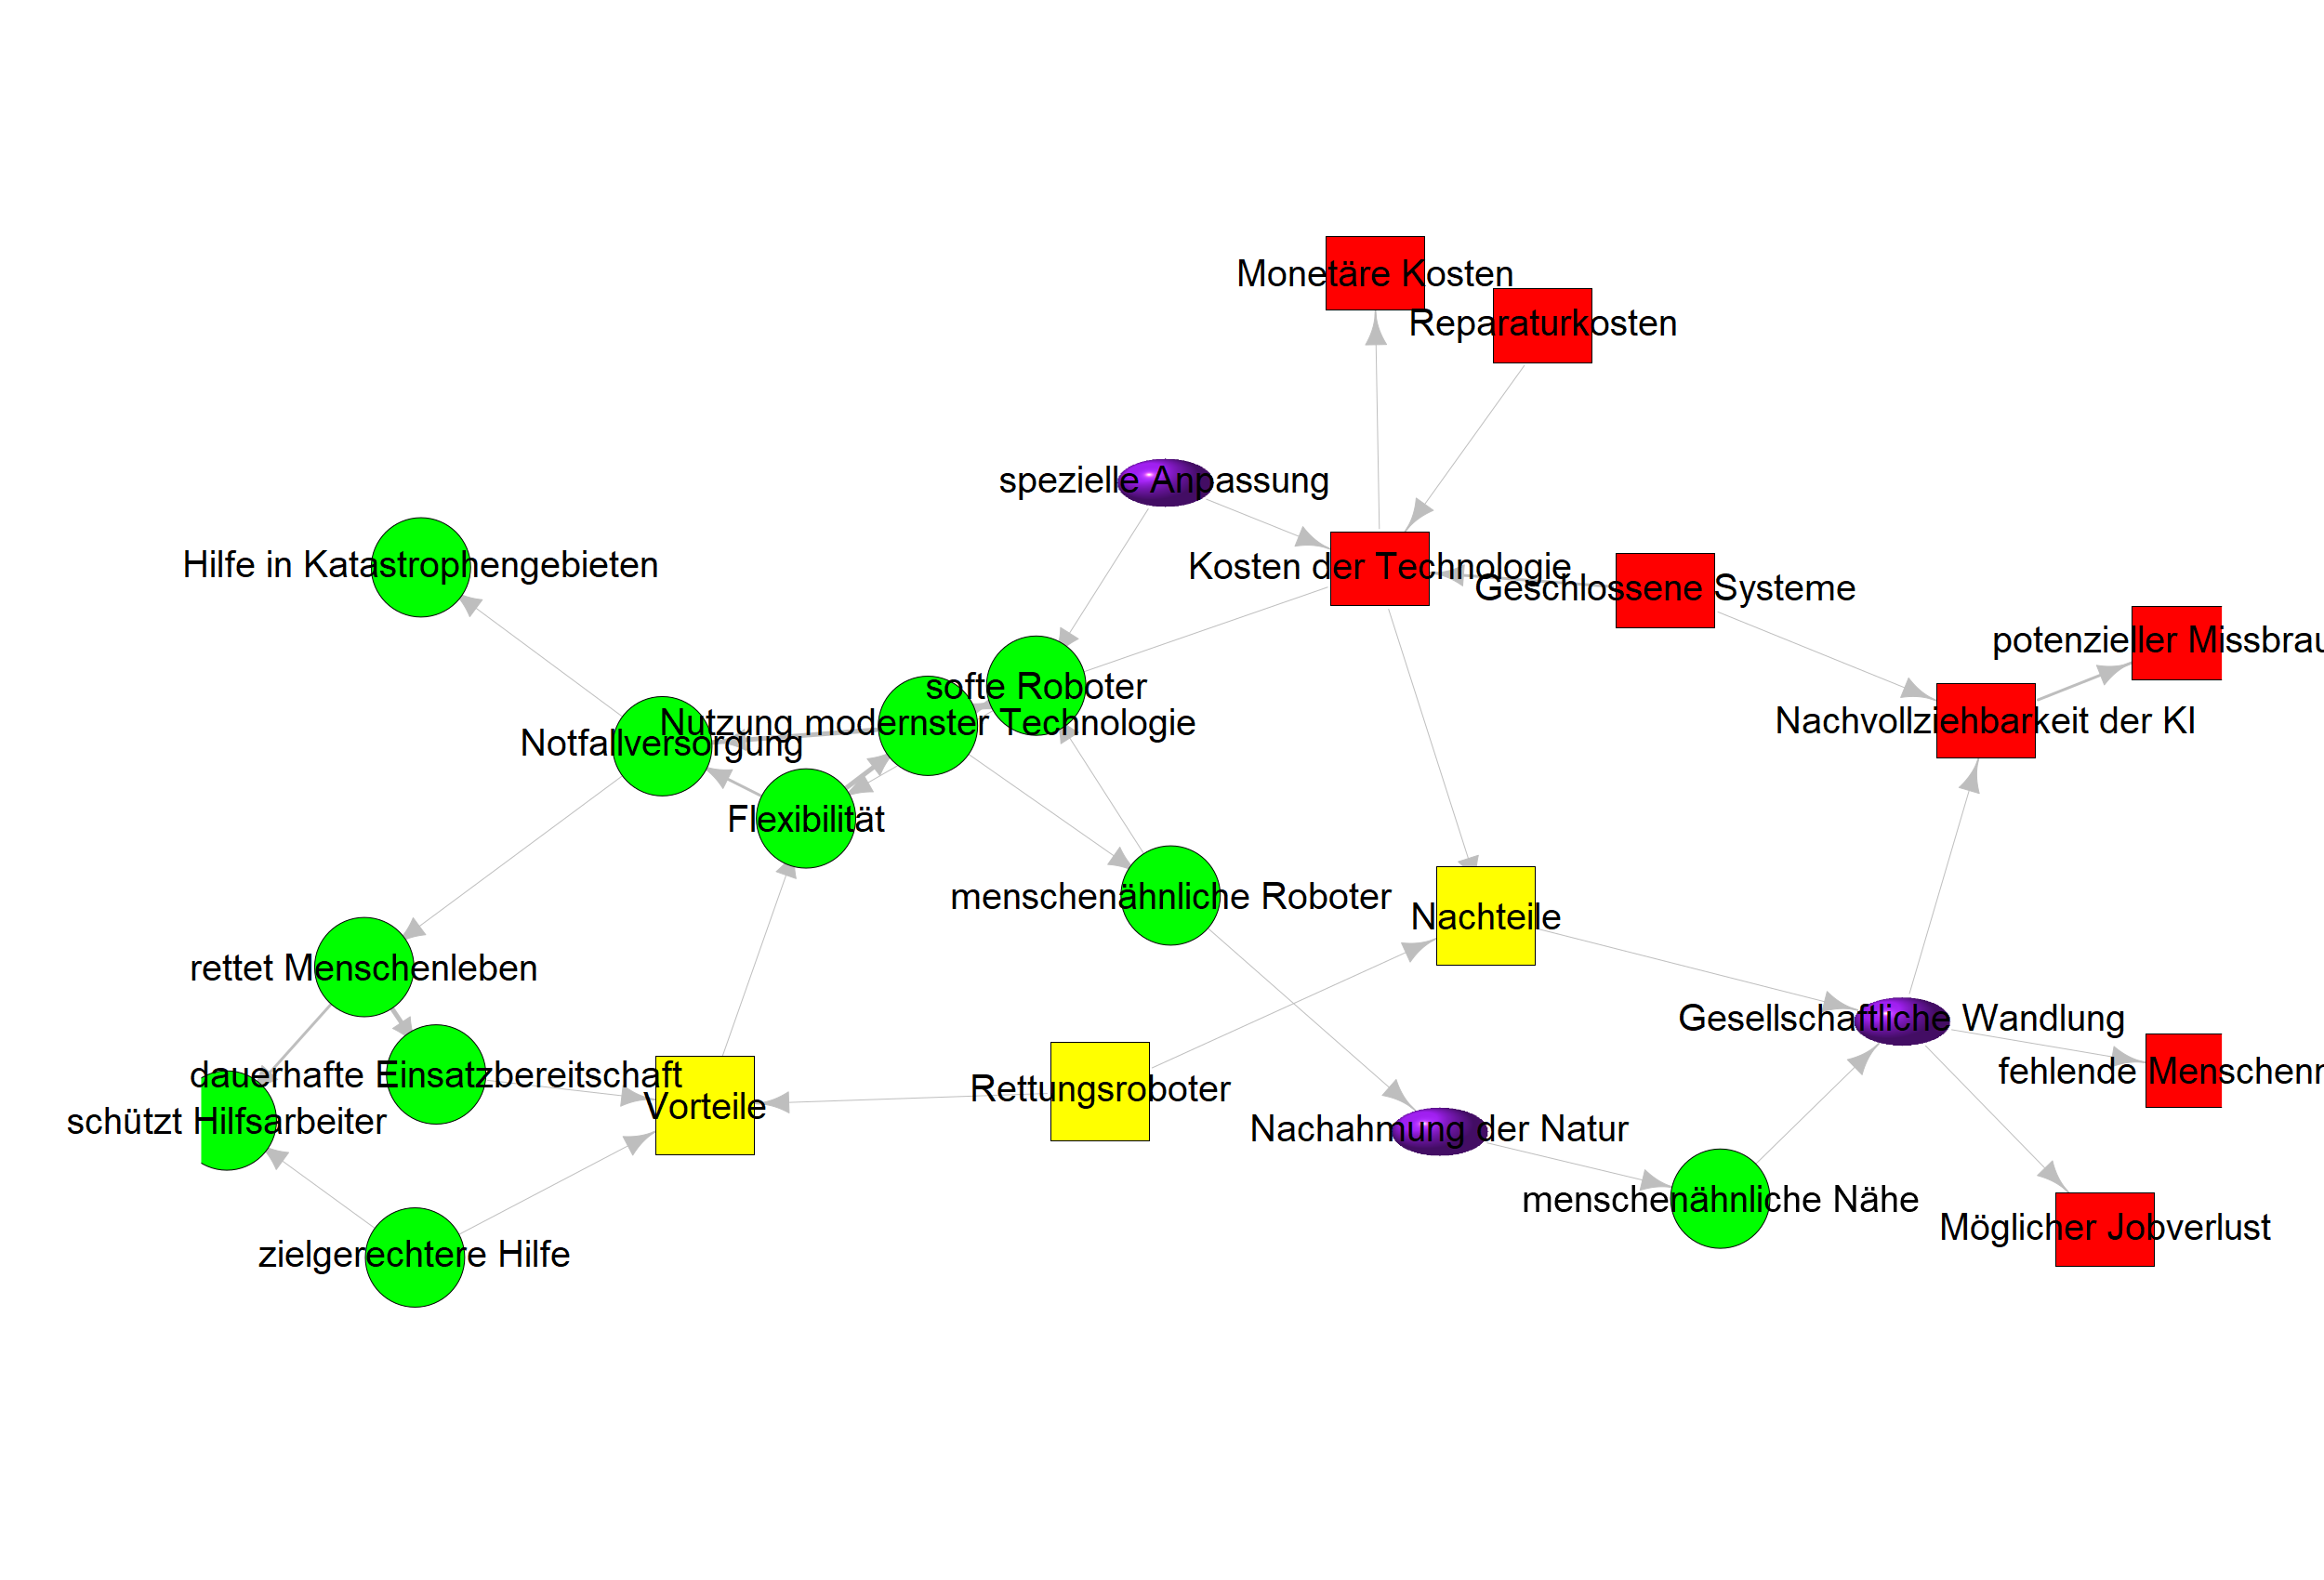 Monetäre Kosten
Reparaturkosten
spezielle Anpassung
Hilfe in Katastrophengebieten
Kosten der Technologie
Geschlossene Systeme
potenzieller Missbrau
softe Roboter
Nutzung modernster Technologie
Nachvollziehbarkeit der KI
Notfallversorgung
Flexibilität
menschenähnliche Roboter
Nachteile
rettet Menschenleben
Gesellschaftliche Wandlung
fehlende Menschenn
dauerhafte Einsatzbereitschaft
Rettungsroboter
Vorteile
schützt Hilfsarbeiter
Nachahmung der Natur
menschenähnliche Nähe
Möglicher Jobverlust
zielgerechtere Hilfe